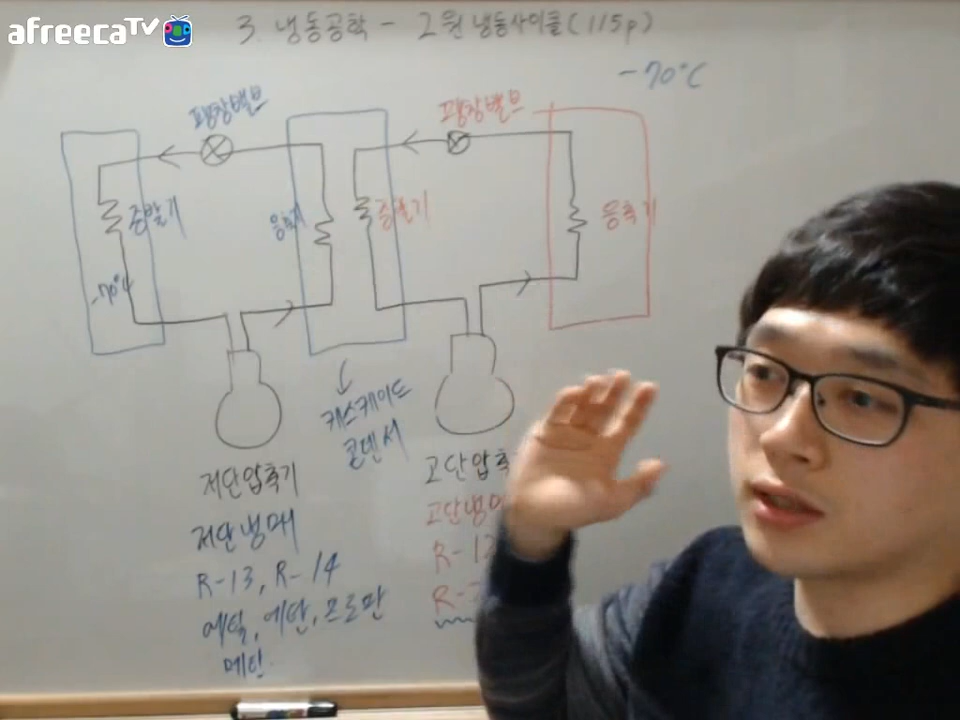 afreecaTV
3. 냉동공학 - 2원 냉동사이클 (115p)
-70°C
팽창밸브
팽창밸브
증발기
응축기
증발기
응축기
-70°C
캐스케이드
콘덴서
저단압축기
고단압축
저단냉매
고단냉매
R-13, R-14
R-12
에틸, 에탄, 프로판
R-
메탄